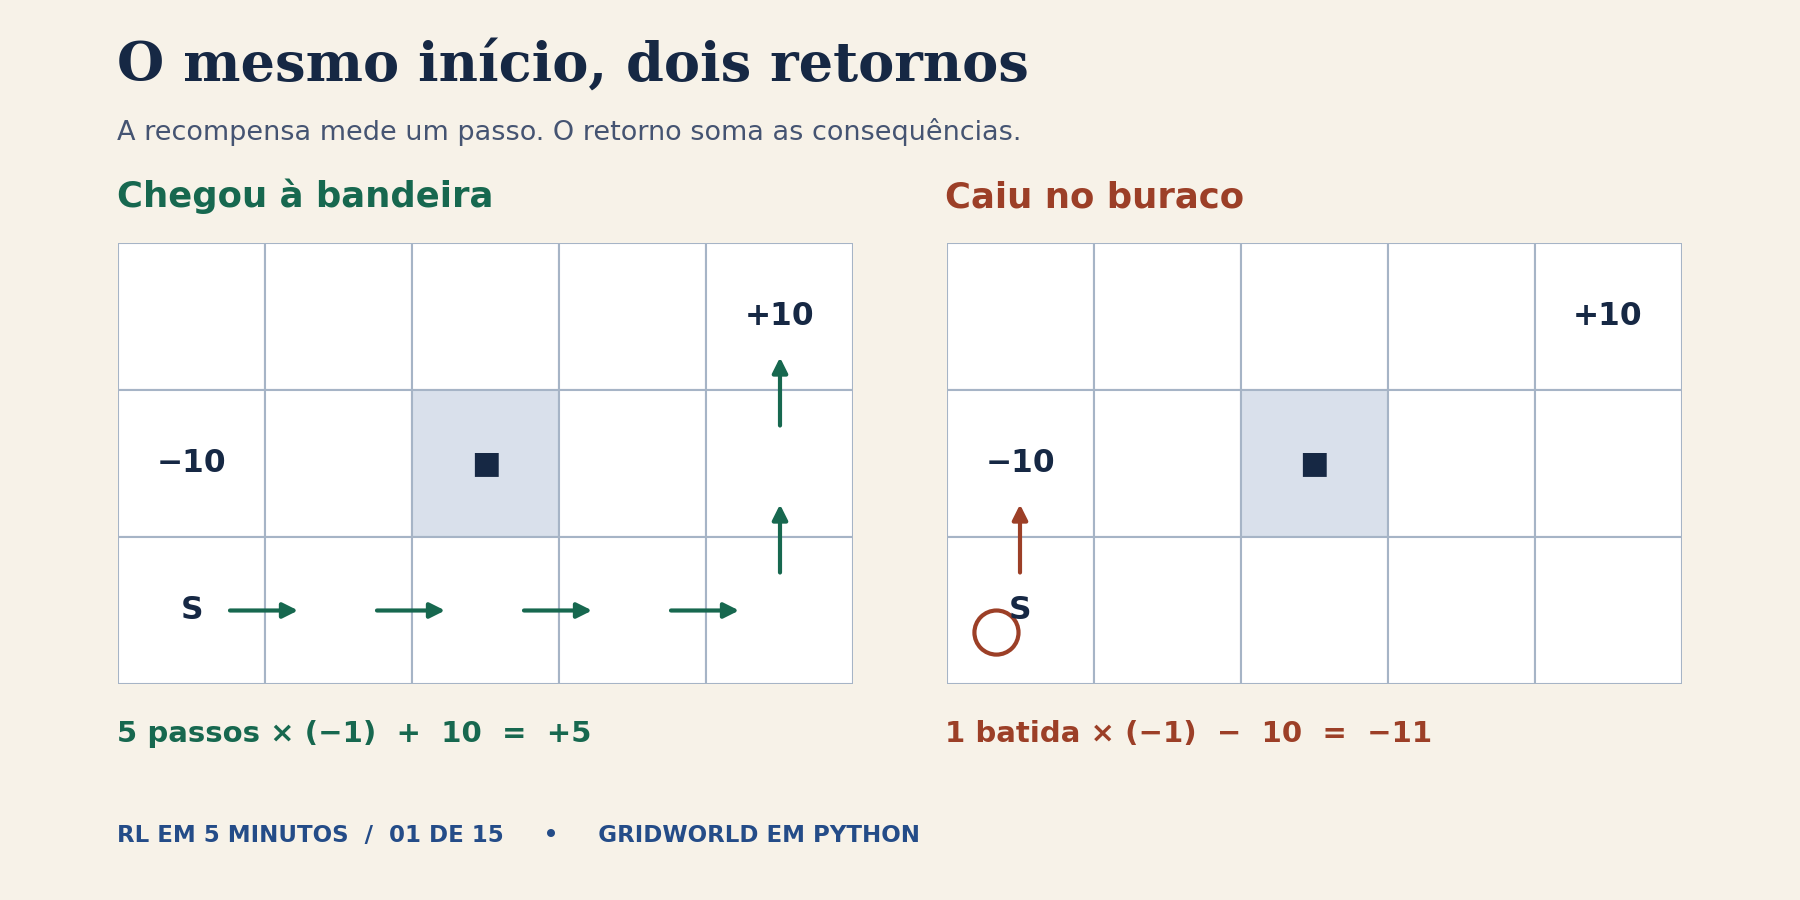 O mesmo início, dois retornos
A recompensa mede um passo. O retorno soma as consequências.
Chegou à bandeira
+10
−10
S
5 passos × (−1) + 10 = +5
Caiu no buraco
+10
−10
S
1 batida × (−1) − 10 = −11
RL EM 5 MINUTOS / 01 DE 15 • GRIDWORLD EM PYTHON